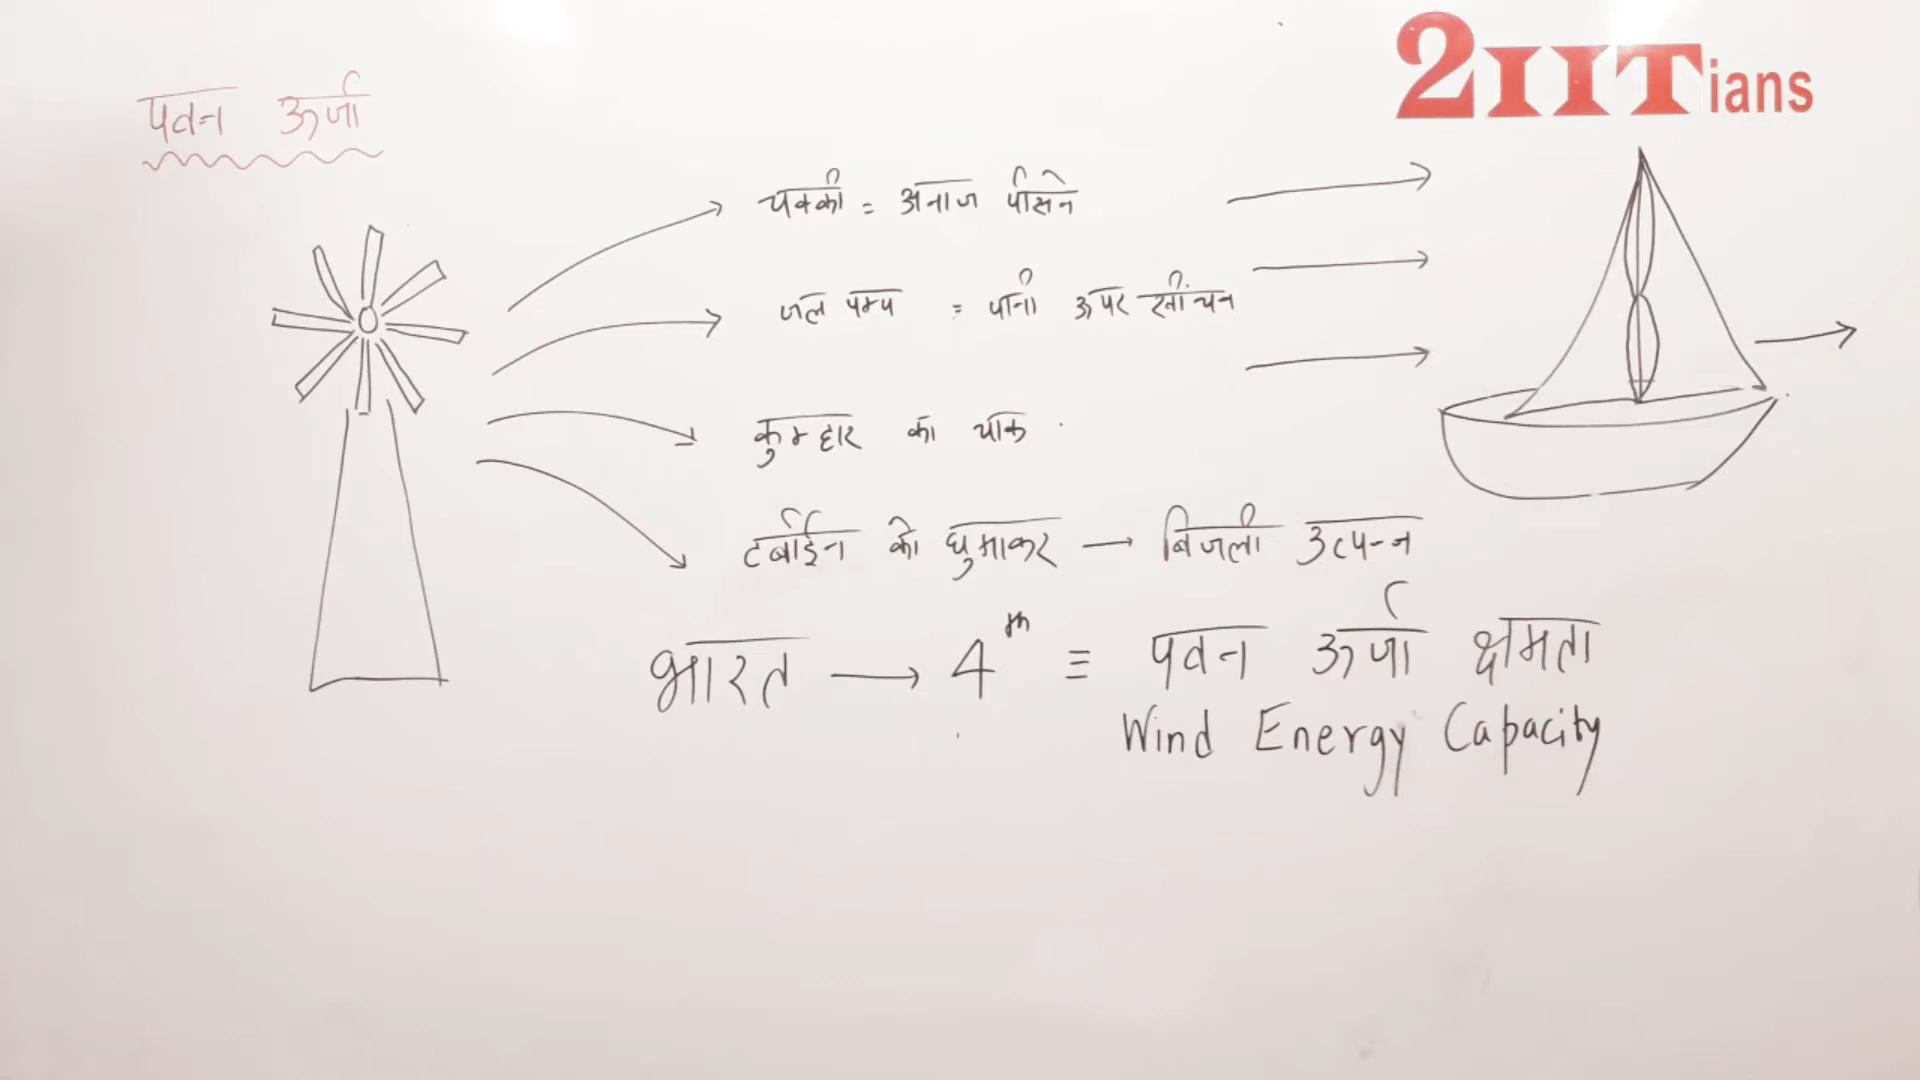 2IITians
पवन ऊर्जा
चक्की = अनाज पीसने
जल पम्प = पानी ऊपर खींचन
कुम्हार का चाक
टर्बाईन को घुमाकर → बिजली उत्पन्न
भारत → 4th ≡ पवन ऊर्जा क्षमता
Wind Energy Capacity